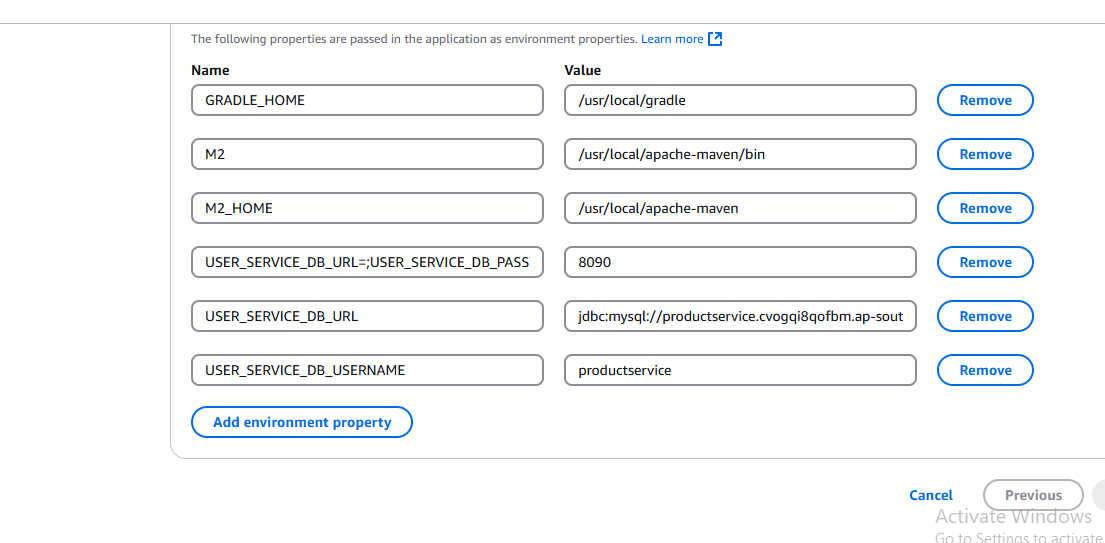 The following properties are passed in the application as environment properties. Learn more
Name Value
GRADLE_HOME /usr/local/gradle Remove
M2 /usr/local/apache-maven/bin Remove
M2_HOME /usr/local/apache-maven Remove
USER_SERVICE_DB_URL=;USER_SERVICE_DB_PASS 8090 Remove
USER_SERVICE_DB_URL jdbc:mysql://productservice.cvogqi8qofbm.ap-sout Remove
USER_SERVICE_DB_USERNAME productservice Remove
Add environment property
Cancel Previous
Activate Windows
Go to Settings to activate